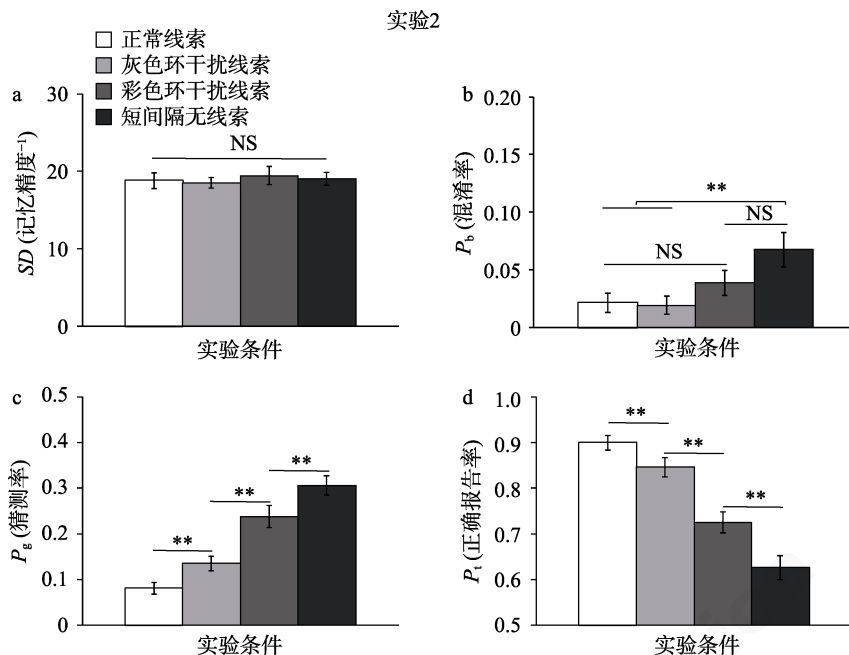 实验2
正常线索
灰色环干扰线索
彩色环干扰线索
短间隔无线索
a
30
20
10
0
SD (记忆精度⁻¹)
NS
实验条件
b
0.20
0.15
0.10
0.05
0
Pb (混淆率)
**
NS
NS
实验条件
c
0.5
0.4
0.3
0.2
0.1
0
Pg (猜测率)
**
**
**
实验条件
d
1.0
0.9
0.8
0.7
0.6
0.5
Pt (正确报告率)
**
**
**
实验条件